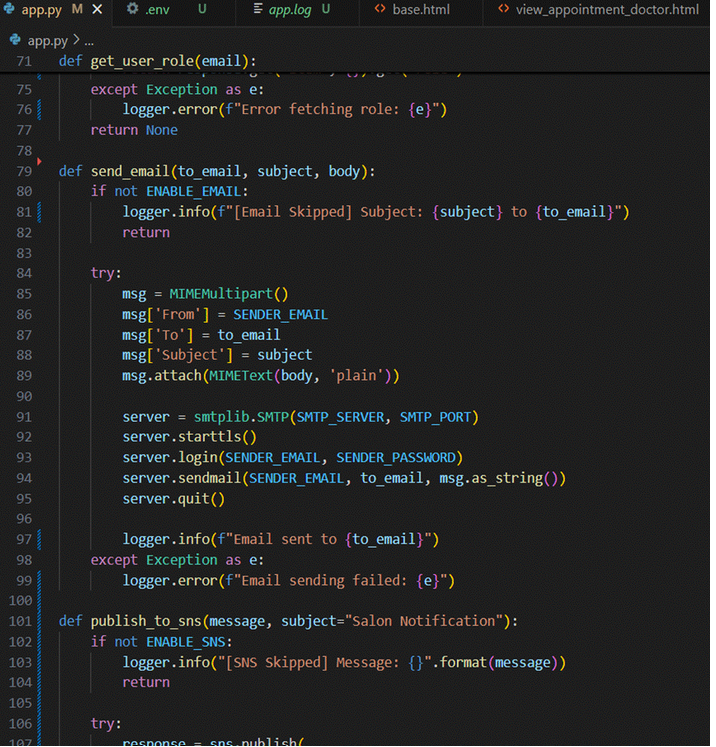 app.py M
.env U
app.log U
base.html
view_appointment_doctor.html
app.py > ...
71 def get_user_role(email):
75 except Exception as e:
76 logger.error(f"Error fetching role: {e}")
77 return None
78
79 def send_email(to_email, subject, body):
80 if not ENABLE_EMAIL:
81 logger.info(f"[Email Skipped] Subject: {subject} to {to_email}")
82 return
83
84 try:
85 msg = MIMEMultipart()
86 msg['From'] = SENDER_EMAIL
87 msg['To'] = to_email
88 msg['Subject'] = subject
89 msg.attach(MIMEText(body, 'plain'))
90
91 server = smtplib.SMTP(SMTP_SERVER, SMTP_PORT)
92 server.starttls()
93 server.login(SENDER_EMAIL, SENDER_PASSWORD)
94 server.sendmail(SENDER_EMAIL, to_email, msg.as_string())
95 server.quit()
96
97 logger.info(f"Email sent to {to_email}")
98 except Exception as e:
99 logger.error(f"Email sending failed: {e}")
100
101 def publish_to_sns(message, subject="Salon Notification"):
102 if not ENABLE_SNS:
103 logger.info("[SNS Skipped] Message: {}".format(message))
104 return
105
106 try:
107 response = sns.publish(